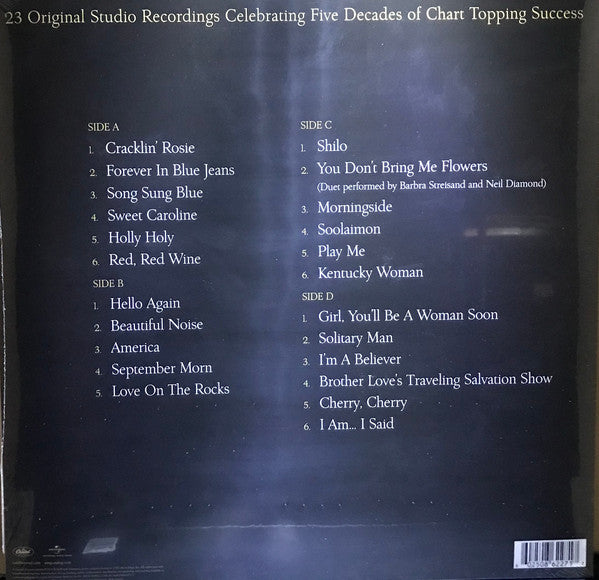 23 Original Studio Recordings Celebrating Five Decades of Chart Topping Success
SIDE A
1. Cracklin' Rosie
2. Forever In Blue Jeans
3. Song Sung Blue
4. Sweet Caroline
5. Holly Holy
6. Red, Red Wine
SIDE B
1. Hello Again
2. Beautiful Noise
3. America
4. September Morn
5. Love On The Rocks
SIDE C
1. Shilo
2. You Don't Bring Me Flowers
(Duet performed by Barbra Streisand and Neil Diamond)
3. Morningside
4. Soolaimon
5. Play Me
6. Kentucky Woman
SIDE D
1. Girl, You'll Be A Woman Soon
2. Solitary Man
3. I'm A Believer
4. Brother Love's Traveling Salvation Show
5. Cherry, Cherry
6. I Am... I Said
Capitol